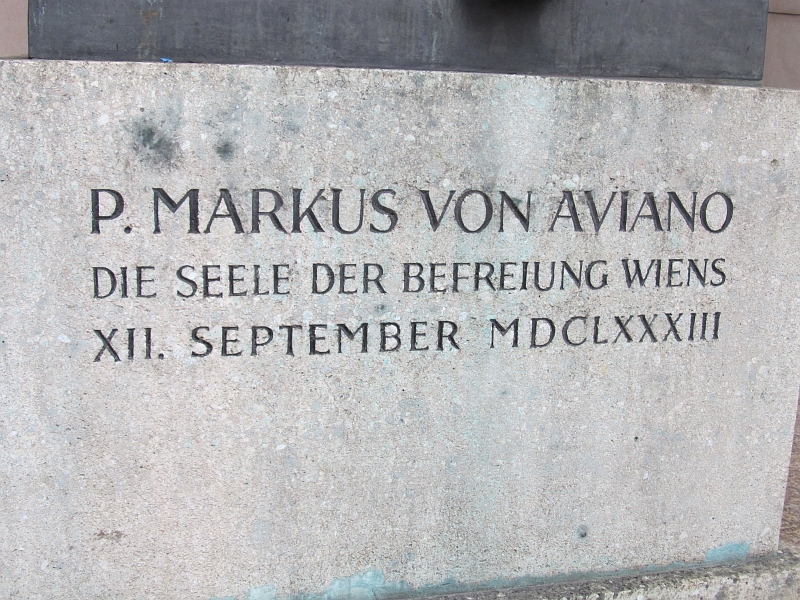 P. MARKUS VON AVIANO
DIE SEELE DER BEFREIUNG WIENS
XII. SEPTEMBER MDCLXXXIII